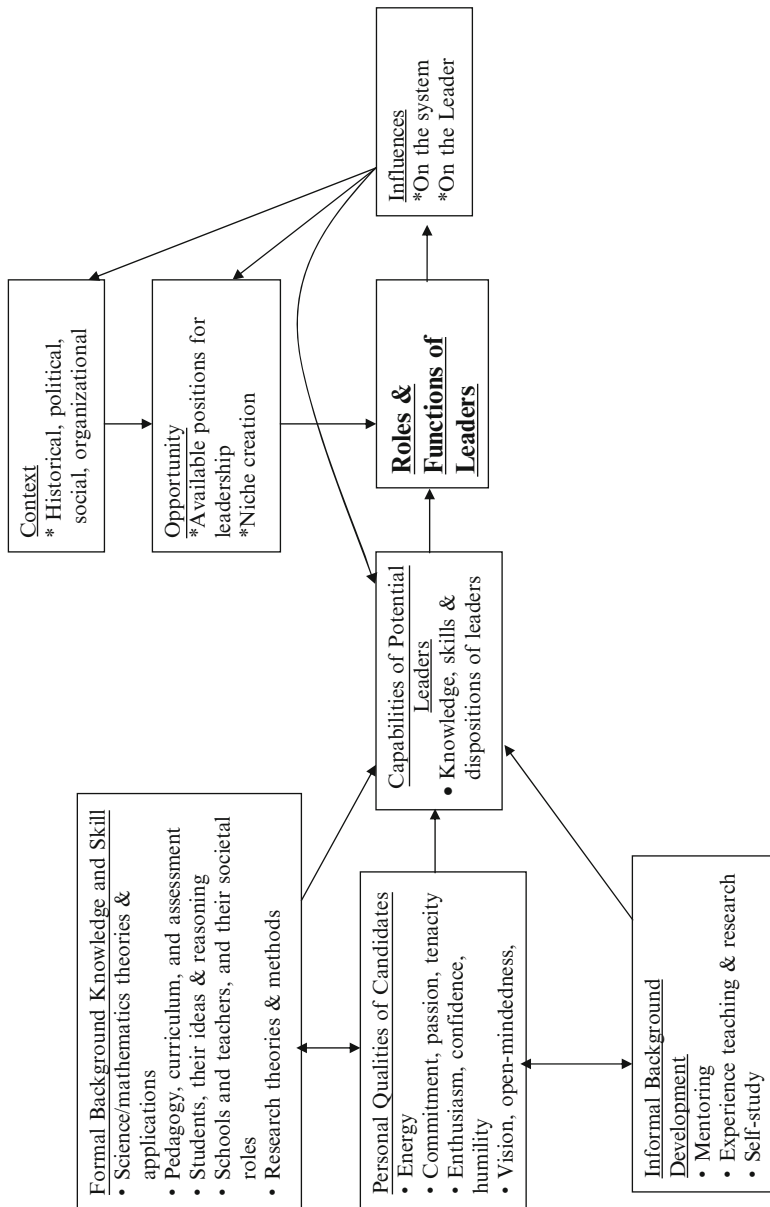 Formal Background Knowledge and Skill
• Science/mathematics theories &
applications
• Pedagogy, curriculum, and assessment
• Students, their ideas & reasoning
• Schools and teachers, and their societal
roles
• Research theories & methods
Personal Qualities of Candidates
• Energy
• Commitment, passion, tenacity
• Enthusiasm, confidence,
humility
• Vision, open-mindedness,
Informal Background
Development
• Mentoring
• Experience teaching & research
• Self-study
Capabilities of Potential
Leaders
• Knowledge, skills &
dispositions of leaders
Context
* Historical, political,
social, organizational
Opportunity
*Available positions for
leadership
*Niche creation
Roles &
Functions of
Leaders
Influences
*On the system
*On the Leader